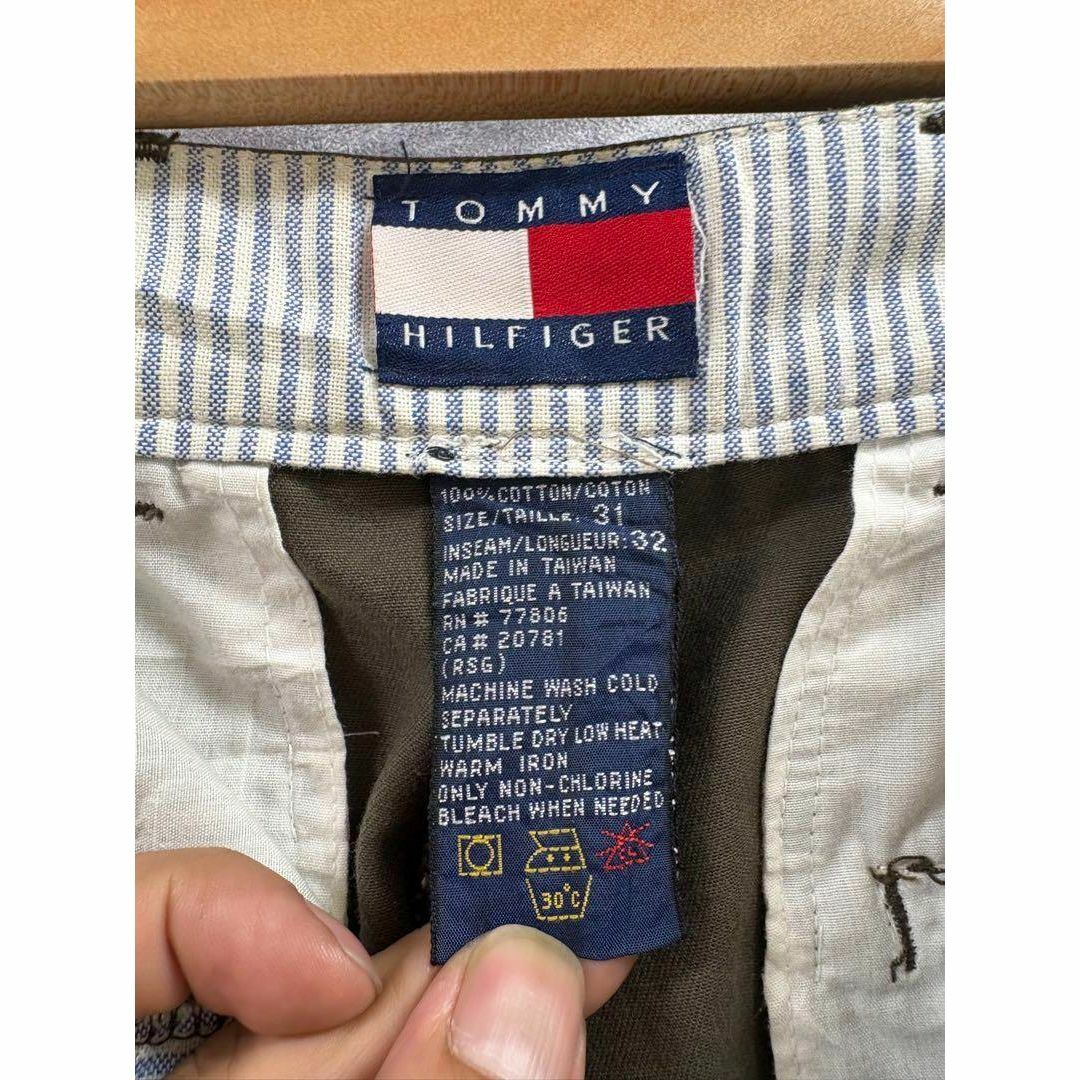 TOMMY
HILFIGER
100% COTTON/COTON
SIZE/TAILLE: 31
INSEAM/LONGUEUR: 32
MADE IN TAIWAN
FABRIQUE A TAIWAN
RN # 77806
CA # 20781
(RSG)
MACHINE WASH COLD
SEPARATELY
TUMBLE DRY LOW HEAT
WARM IRON
ONLY NON-CHLORINE
BLEACH WHEN NEEDED
30°C